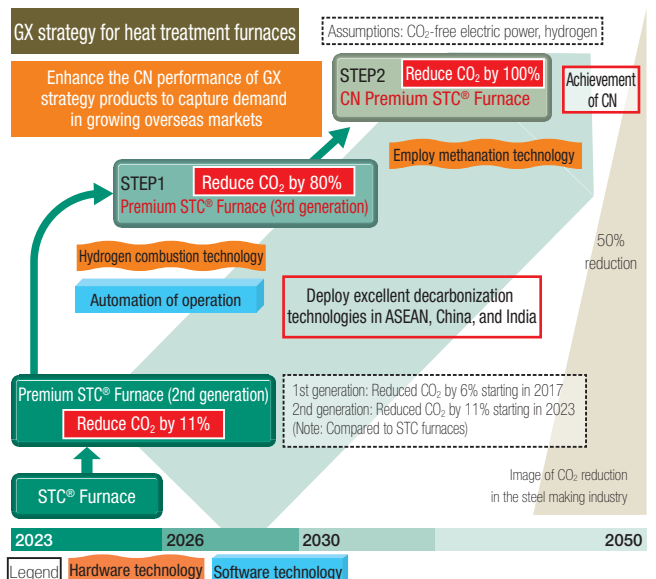 GX strategy for heat treatment furnaces
Assumptions: CO₂-free electric power, hydrogen
Enhance the CN performance of GX
strategy products to capture demand
in growing overseas markets
STEP2 Reduce CO₂ by 100%
CN Premium STC® Furnace
Achievement
of CN
Employ methanation technology
STEP1 Reduce CO₂ by 80%
Premium STC® Furnace (3rd generation)
50%
reduction
Hydrogen combustion technology
Automation of operation
Deploy excellent decarbonization
technologies in ASEAN, China, and India
Premium STC® Furnace (2nd generation)
Reduce CO₂ by 11%
1st generation: Reduced CO₂ by 6% starting in 2017
2nd generation: Reduced CO₂ by 11% starting in 2023
(Note: Compared to STC furnaces)
STC® Furnace
Image of CO₂ reduction
in the steel making industry
2023 2026 2030 2050
Legend Hardware technology Software technology